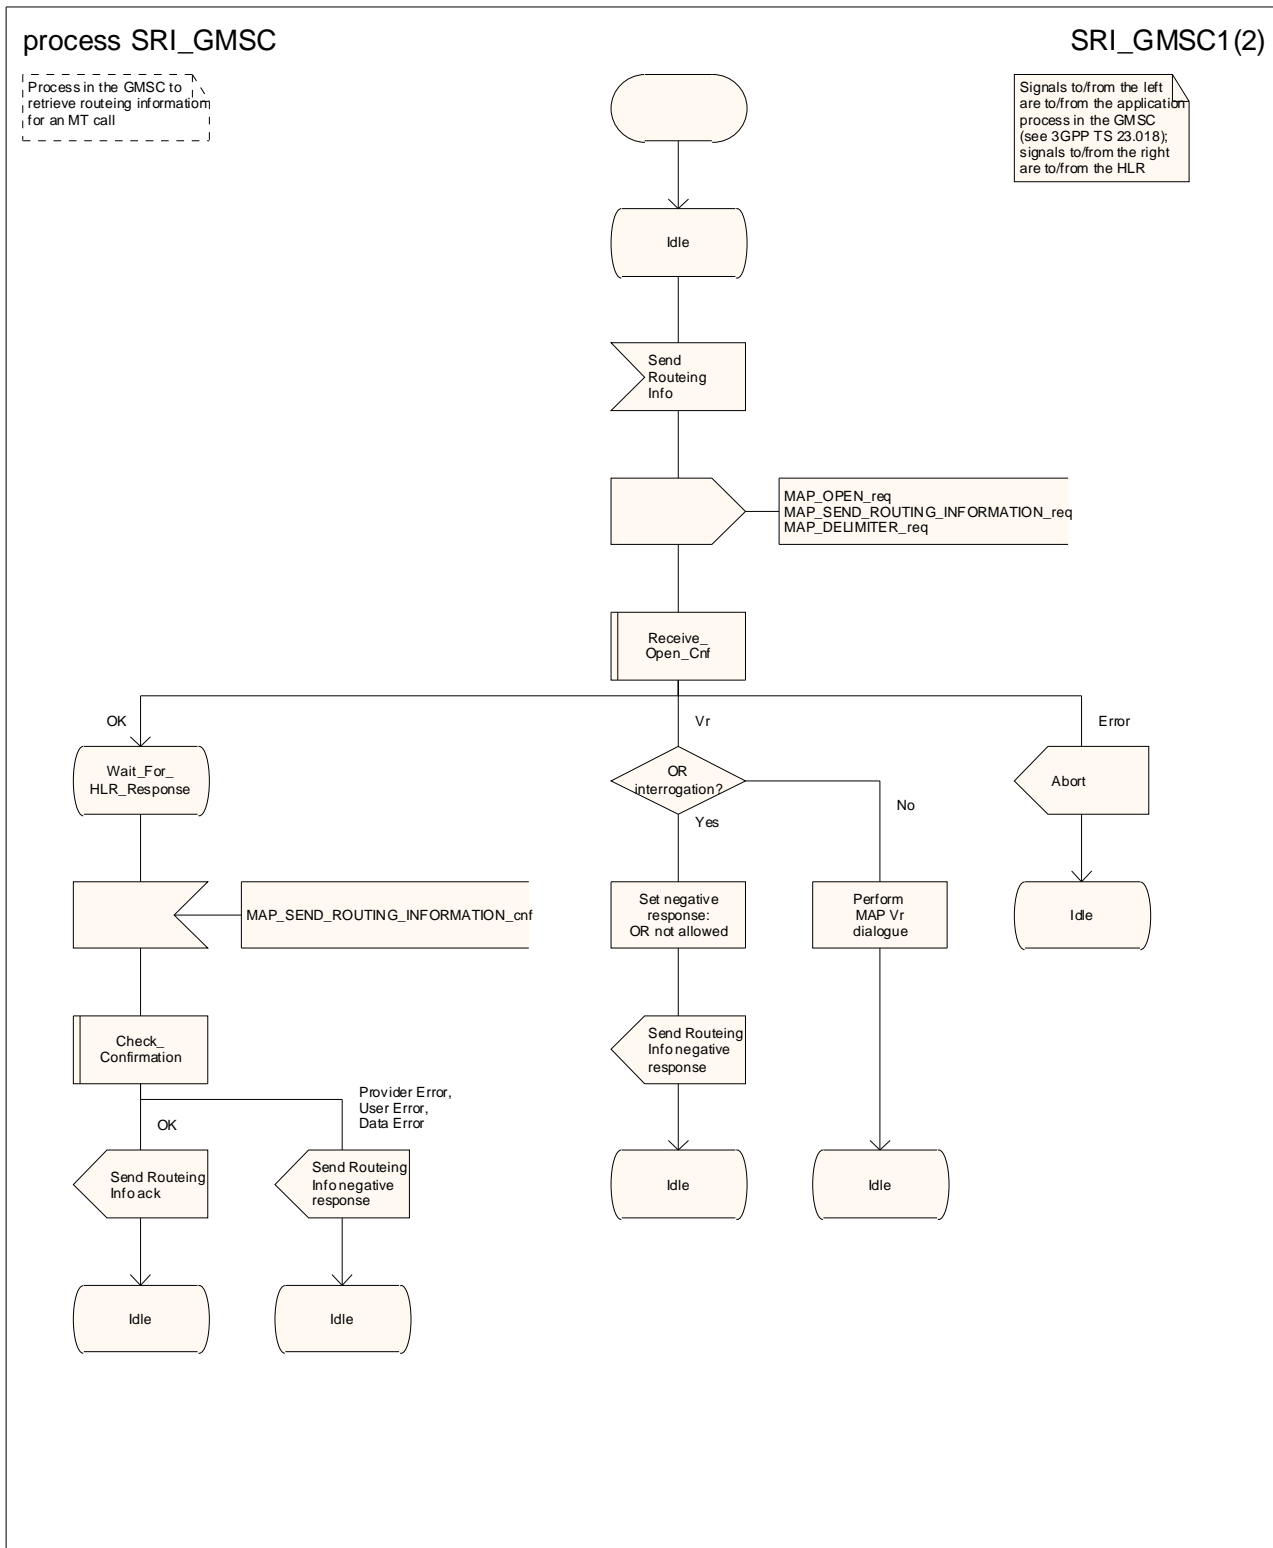 process SRI_GMSC
SRI_GMSC1(2)
Process in the GMSC to
retrieve routeing information
for an MT call
Signals to/from the left
are to/from the application
process in the GMSC
(see 3GPP TS 23.018);
signals to/from the right
are to/from the HLR
Idle
Send
Routeing
Info
MAP_OPEN_req
MAP_SEND_ROUTING_INFORMATION_req
MAP_DELIMITER_req
Receive_
Open_Cnf
OK
Vr
Error
Wait_For_
HLR_Response
OR
interrogation?
Abort
No
Yes
MAP_SEND_ROUTING_INFORMATION_cnf
Set negative
response:
OR not allowed
Perform
MAP Vr
dialogue
Idle
Check_
Confirmation
Send Routeing
Info negative
response
Provider Error,
User Error,
Data Error
OK
Send Routeing
Info ack
Send Routeing
Info negative
response
Idle
Idle
Idle
Idle